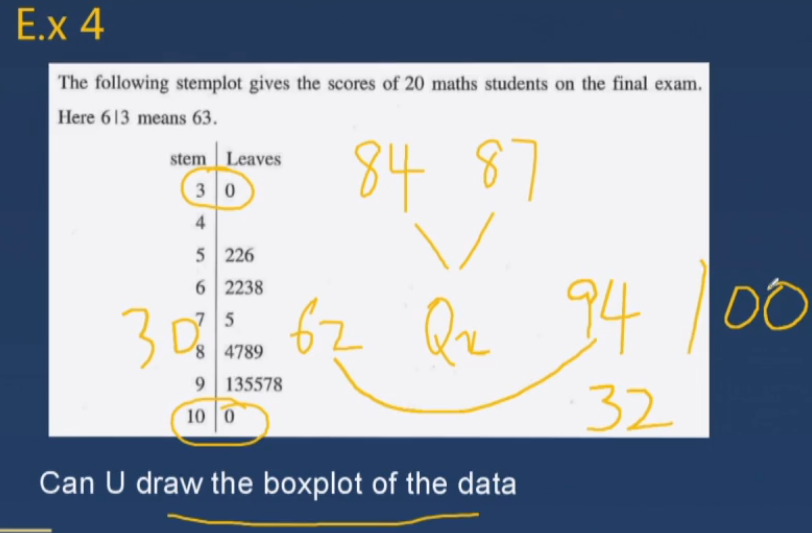 E.x 4
The following stemplot gives the scores of 20 maths students on the final exam.
Here 6|3 means 63.
84 87
stem Leaves
3 0
4
5 226
6 2238
7 5
8 4789
9 135578
10 0
30 62 Q2 94 100
32
Can U draw the boxplot of the data